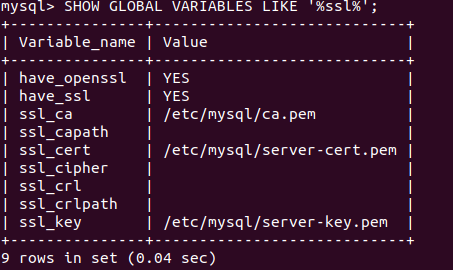 mysql> SHOW GLOBAL VARIABLES LIKE '%ssl%';
+---------------+----------------------------+
| Variable_name | Value                      |
+---------------+----------------------------+
| have_openssl  | YES                        |
| have_ssl      | YES                        |
| ssl_ca        | /etc/mysql/ca.pem          |
| ssl_capath    |                            |
| ssl_cert      | /etc/mysql/server-cert.pem |
| ssl_cipher    |                            |
| ssl_crl       |                            |
| ssl_crlpath   |                            |
| ssl_key       | /etc/mysql/server-key.pem  |
+---------------+----------------------------+
9 rows in set (0.04 sec)